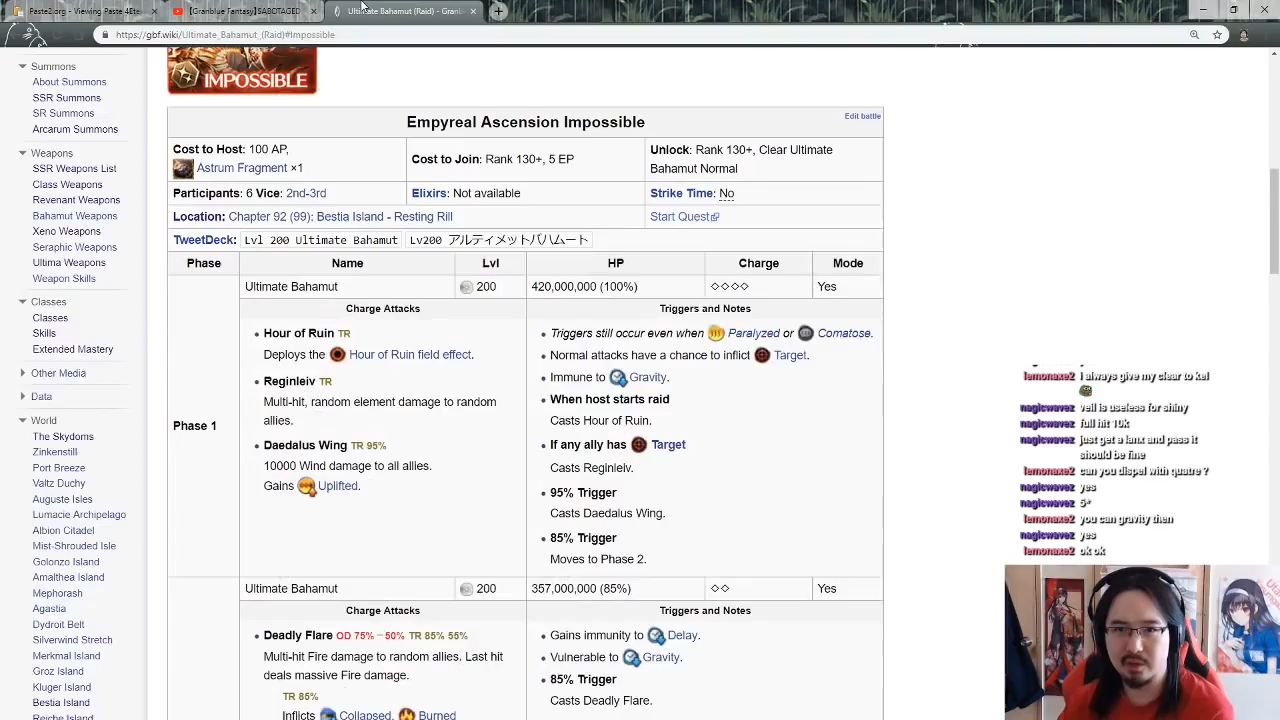 Paste2.org - Viewing Paste 4Ete
[Granblue Fantasy]SABOTAGED
Ultimate Bahamut (Raid) - Gran
https://gbf.wiki/Ultimate_Bahamut_(Raid)#Impossible
Summons
About Summons
SSR Summons
SR Summons
Arcarum Summons
Weapons
SSR Weapons List
Class Weapons
Revenant Weapons
Bahamut Weapons
Xeno Weapons
Seraphic Weapons
Ultima Weapons
Weapon Skills
Classes
Classes
Skills
Extended Mastery
Other Media
Data
World
The Skydoms
Zinkenstill
Port Breeze
Valtz Duchy
Auguste Isles
Lumacie Archipelago
Albion Citadel
Mist-Shrouded Isle
Golonzo Island
Amalthea Island
Mephorash
Agastia
Dydroit Belt
Silverwind Stretch
Merkmal Island
Groz Island
Kluger Island
Bestia Island
Reiche Island
IMPOSSIBLE
Empyreal Ascension Impossible
Edit battle
Cost to Host: 100 AP,
Astrum Fragment ×1
Cost to Join: Rank 130+, 5 EP
Unlock: Rank 130+, Clear Ultimate
Bahamut Normal
Participants: 6 Vice: 2nd-3rd
Elixirs: Not available
Strike Time: No
Location: Chapter 92 (99): Bestia Island - Resting Rill
Start Quest
TweetDeck: Lvl 200 Ultimate Bahamut Lv200 アルティメットバハムート
Phase Name Lvl HP Charge Mode
Ultimate Bahamut 200 420,000,000 (100%) ◇◇◇◇ Yes
Phase 1
Charge Attacks
Hour of Ruin TR
Deploys the Hour of Ruin field effect.
Reginleiv TR
Multi-hit, random element damage to random
allies.
Daedalus Wing TR 95%
10000 Wind damage to all allies.
Gains Uplifted.
Triggers and Notes
Triggers still occur even when Paralyzed or Comatose.
Normal attacks have a chance to inflict Target.
Immune to Gravity.
When host starts raid
Casts Hour of Ruin.
If any ally has Target
Casts Reginleiv.
95% Trigger
Casts Daedalus Wing.
85% Trigger
Moves to Phase 2.
Ultimate Bahamut 200 357,000,000 (85%) ◇◇ Yes
Charge Attacks
Deadly Flare OD 75% – 50% TR 85% 55%
Multi-hit Fire damage to random allies. Last hit
deals massive Fire damage.
TR 85%
Inflicts Collapsed, Burned
Triggers and Notes
Gains immunity to Delay.
Vulnerable to Gravity.
85% Trigger
Casts Deadly Flare.
lemonaxe2 i always give my clear to kel
nagicwavez veil is useless for shiny
nagicwavez full hit 10k
nagicwavez just get a lanx and pass it
should be fine
lemonaxe2 can you dispel with quatre ?
nagicwavez yes
nagicwavez 5*
lemonaxe2 you can gravity then
nagicwavez yes
lemonaxe2 ok ok